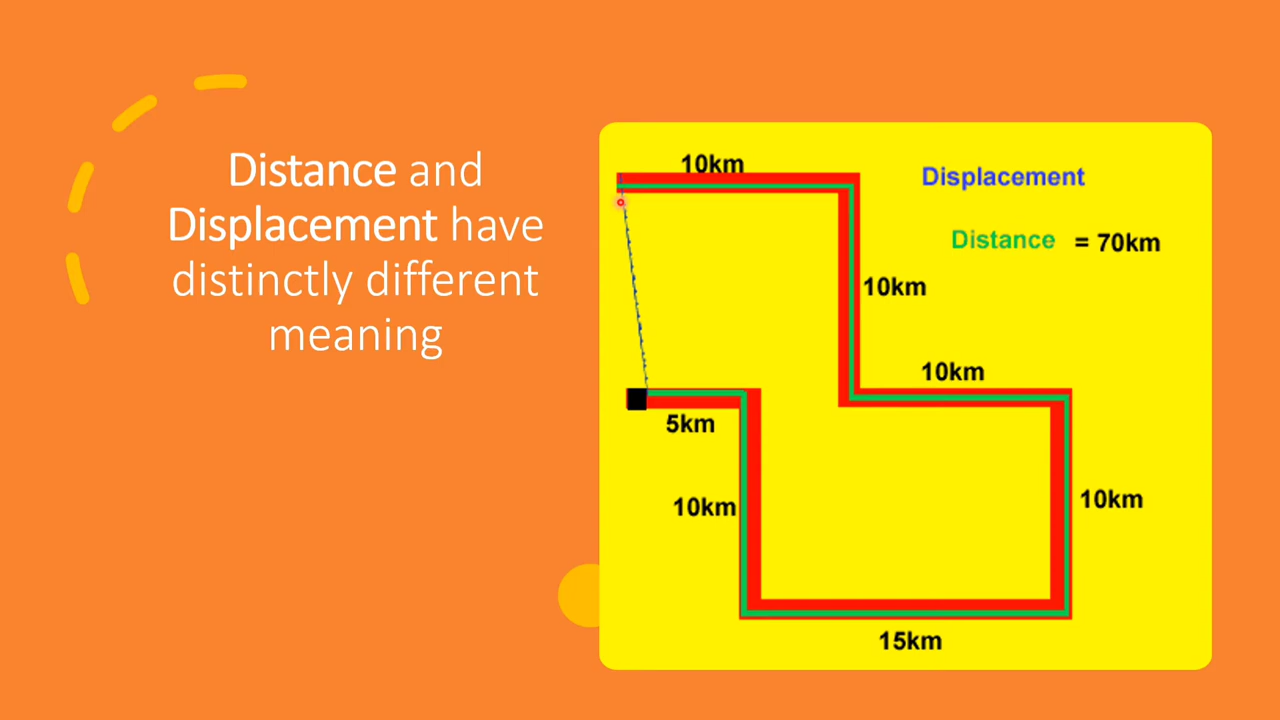 Distance and
Displacement have
distinctly different
meaning
10km
Displacement
Distance = 70km
10km
10km
5km
10km
10km
15km